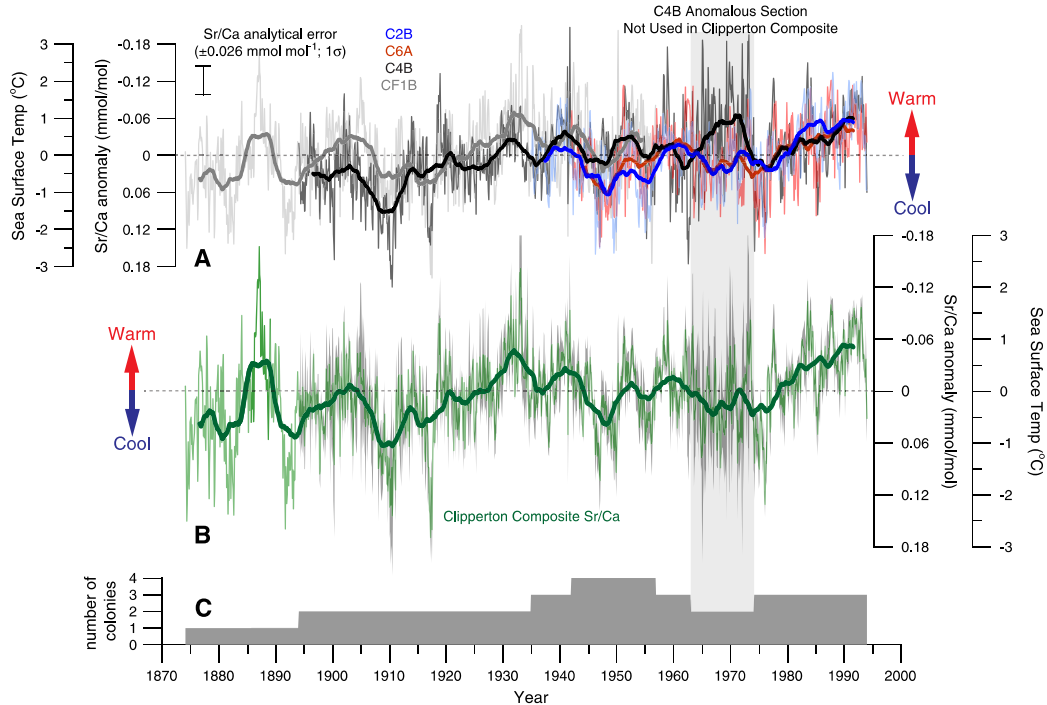 C4B Anomalous Section
Not Used in Clipperton Composite
Sr/Ca analytical error
(±0.026 mmol mol⁻¹; 1σ)
C2B
C6A
C4B
CF1B
Sea Surface Temp (°C)
3
2
1
0
-1
-2
-3
Sr/Ca anomaly (mmol/mol)
-0.18
-0.12
-0.06
0
0.06
0.12
0.18
A
Warm
Cool
Warm
Cool
B
Clipperton Composite Sr/Ca
-0.18
-0.12
-0.06
0
0.06
0.12
0.18
Sr/Ca anomaly (mmol/mol)
3
2
1
0
-1
-2
-3
Sea Surface Temp (°C)
number of
colonies
4
3
2
1
0
C
1870 1880 1890 1900 1910 1920 1930 1940 1950 1960 1970 1980 1990 2000
Year